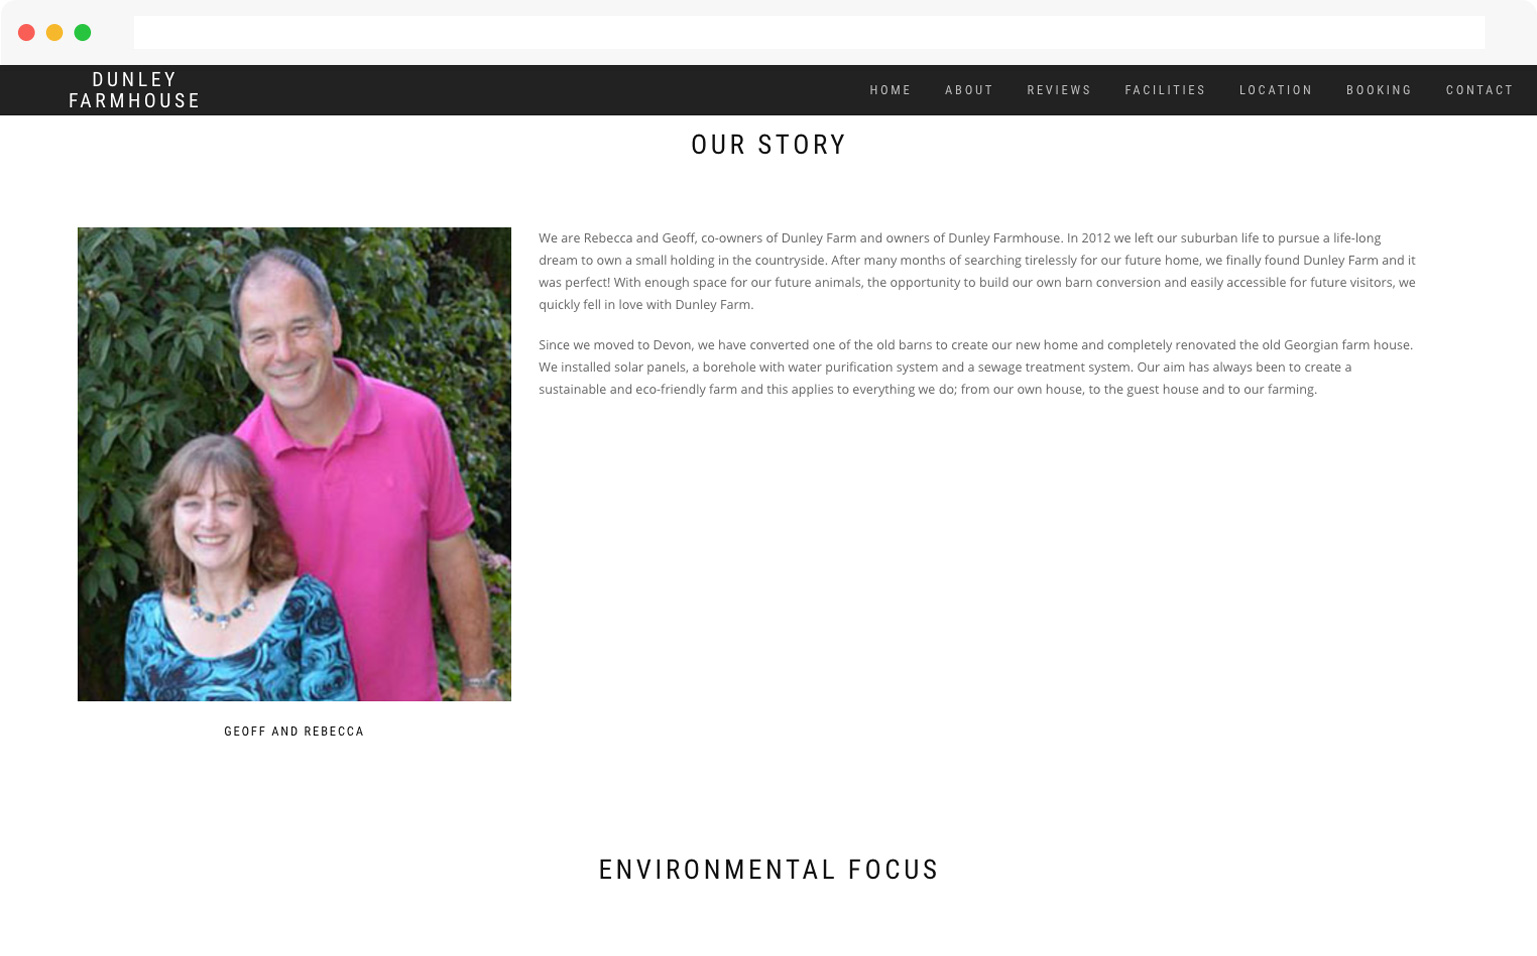 DUNLEY
FARMHOUSE
HOME ABOUT REVIEWS FACILITIES LOCATION BOOKING CONTACT
OUR STORY
We are Rebecca and Geoff, co-owners of Dunley Farm and owners of Dunley Farmhouse. In 2012 we left our suburban life to pursue a life-long
dream to own a small holding in the countryside. After many months of searching tirelessly for our future home, we finally found Dunley Farm and it
was perfect! With enough space for our future animals, the opportunity to build our own barn conversion and easily accessible for future visitors, we
quickly fell in love with Dunley Farm.
Since we moved to Devon, we have converted one of the old barns to create our new home and completely renovated the old Georgian farm house.
We installed solar panels, a borehole with water purification system and a sewage treatment system. Our aim has always been to create a
sustainable and eco-friendly farm and this applies to everything we do; from our own house, to the guest house and to our farming.
GEOFF AND REBECCA
ENVIRONMENTAL FOCUS